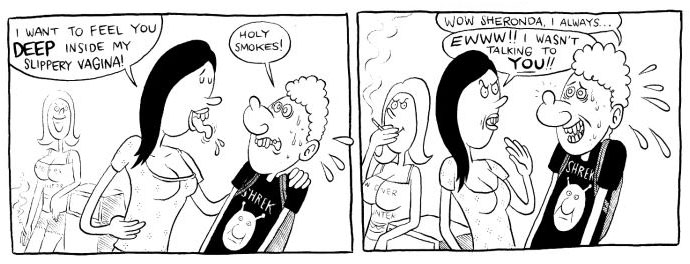 I WANT TO FEEL YOU
DEEP INSIDE MY
SLIPPERY VAGINA!
HOLY
SMOKES!
SHREK
WOW SHERONDA, I ALWAYS...
EWWW!! I WASN'T
TALKING TO
YOU!!
SHREK